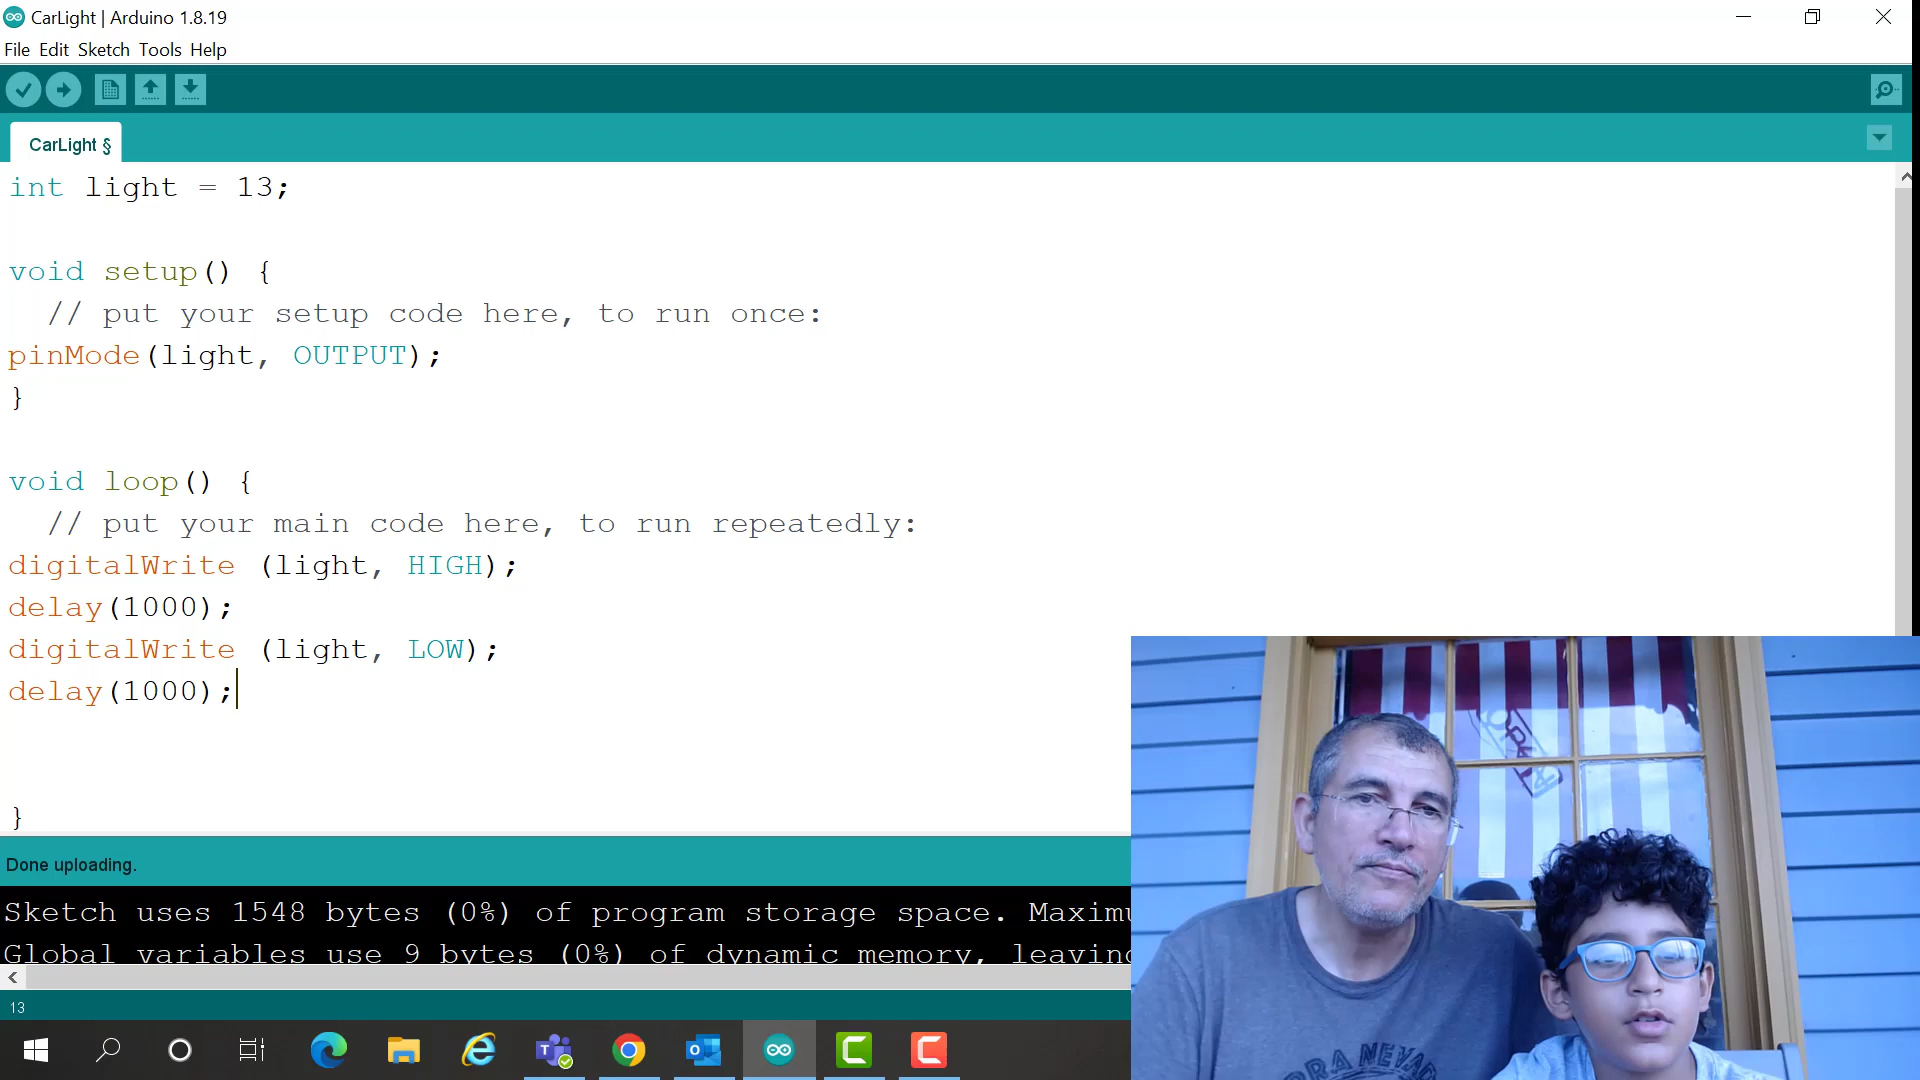 CarLight | Arduino 1.8.19
File Edit Sketch Tools Help
CarLight §
int light = 13;
void setup() {
// put your setup code here, to run once:
pinMode(light, OUTPUT);
}
void loop() {
// put your main code here, to run repeatedly:
digitalWrite (light, HIGH);
delay(1000);
digitalWrite (light, LOW);
delay(1000);
}
Done uploading.
Sketch uses 1548 bytes (0%) of program storage space. Maximu
Global variables use 9 bytes (0%) of dynamic memory, leaving
13